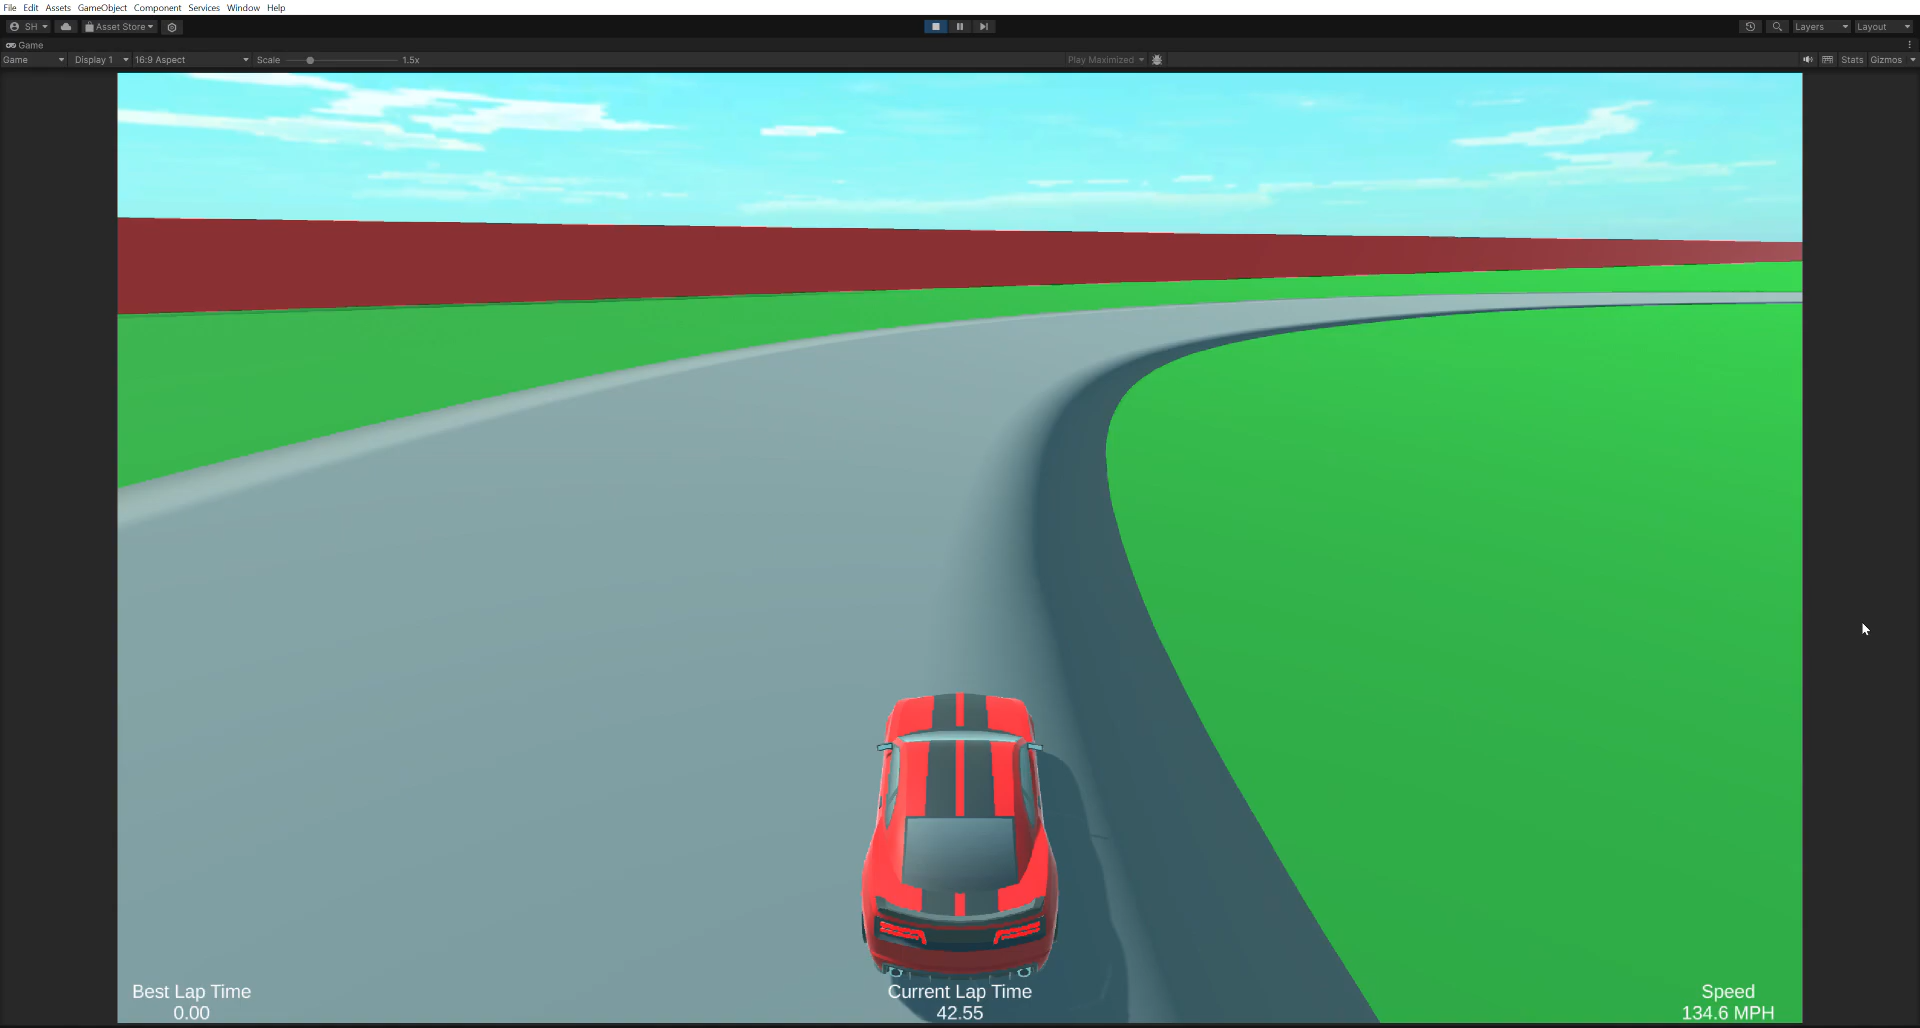 File Edit Assets GameObject Component Services Window Help
SH Asset Store Layers Layout
Game
Game Display 1 16:9 Aspect Scale 1.5x Play Maximized Stats Gizmos
Best Lap Time Current Lap Time Speed
0.00 42.55 134.6 MPH